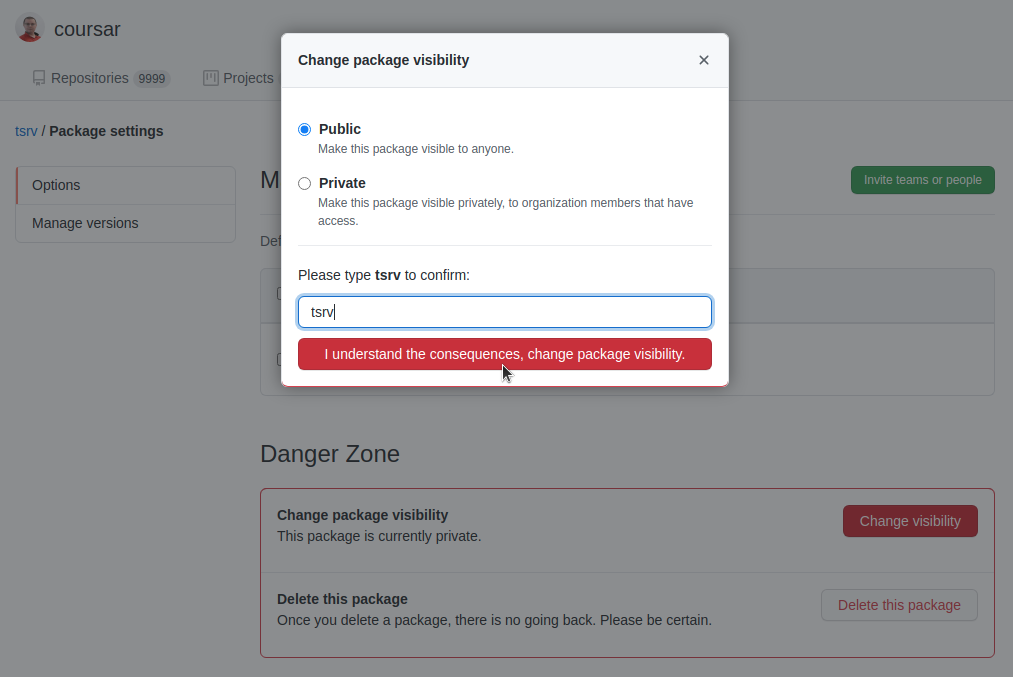 coursar
Repositories 9999
Projects
tsrv / Package settings
Options
Manage versions
M
Invite teams or people
Def
Change package visibility
Public
Make this package visible to anyone.
Private
Make this package visible privately, to organization members that have
access.
Please type tsrv to confirm:
tsrv
I understand the consequences, change package visibility.
Danger Zone
Change package visibility
This package is currently private.
Change visibility
Delete this package
Once you delete a package, there is no going back. Please be certain.
Delete this package